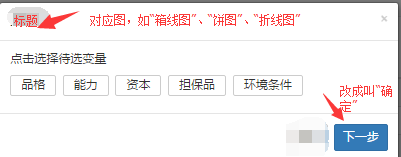 标题
对应图，如“箱线图”、“饼图”、“折线图”
×
点击选择待选变量
品格 能力 资本 担保品 环境条件
改成叫“确定”
下一步